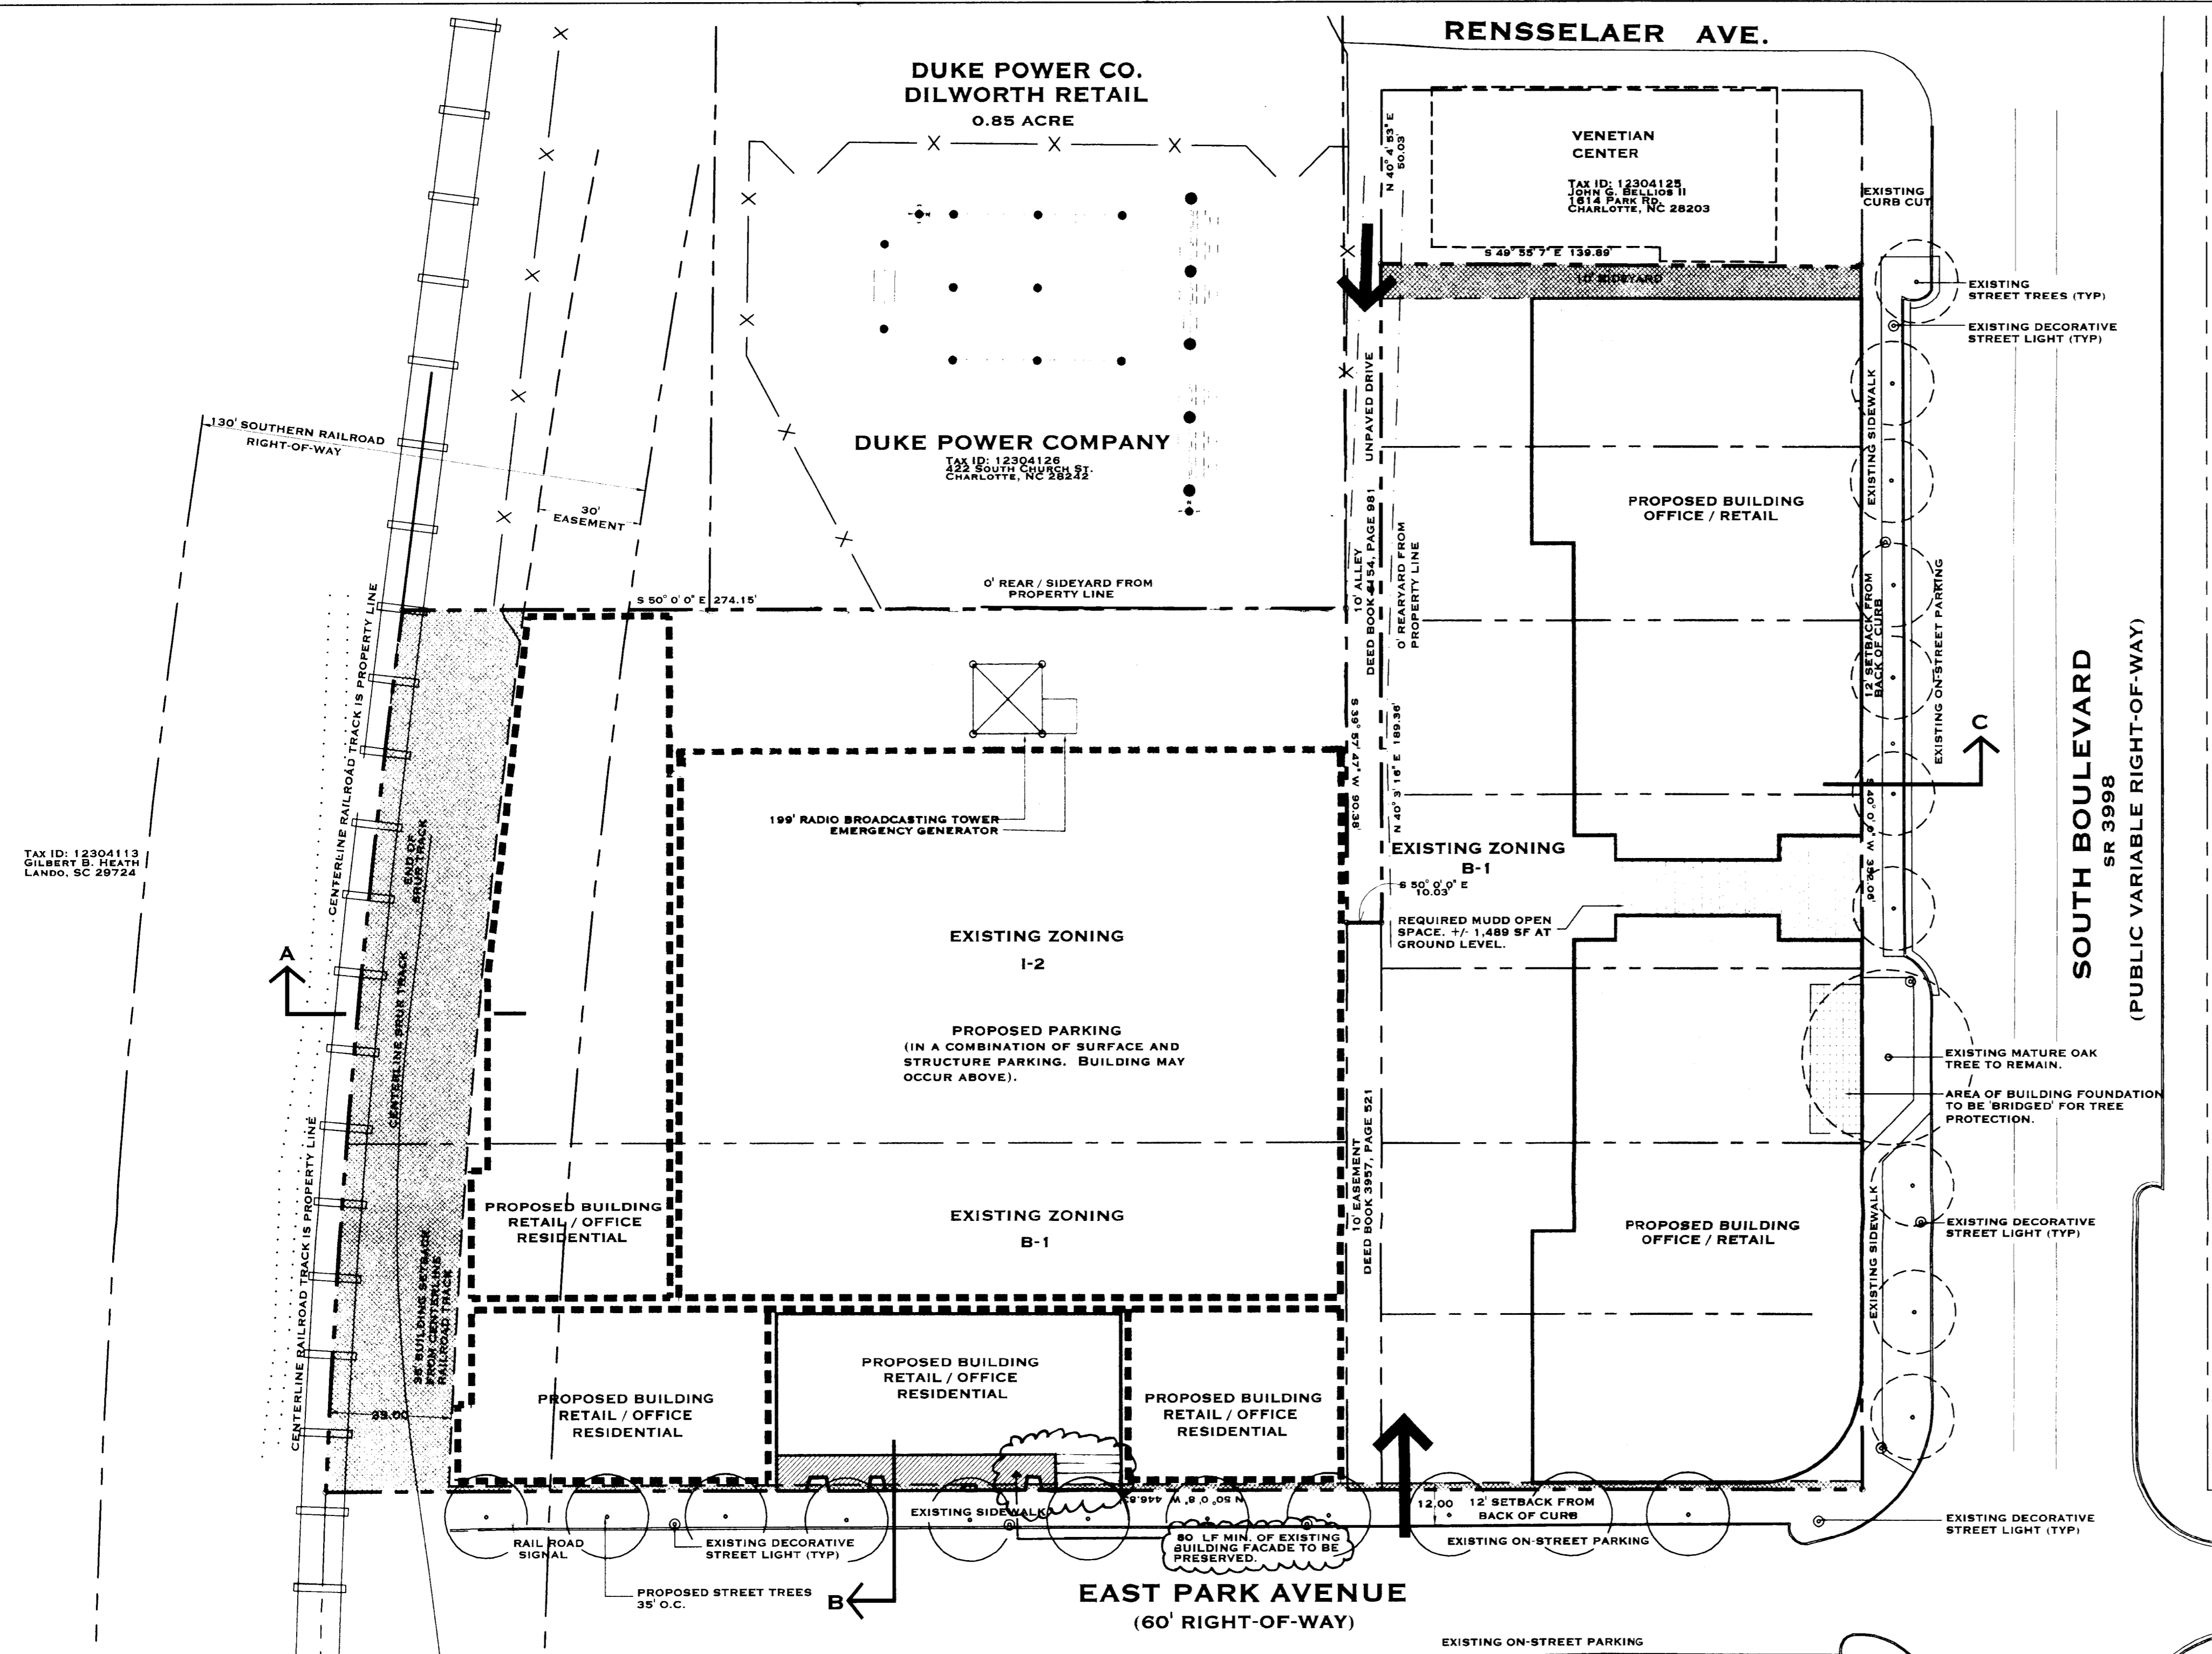 RENSSELAER AVE.
DUKE POWER CO.
DILWORTH RETAIL
0.85 ACRE
VENETIAN
CENTER
TAX ID: 12304125
JOHN G. BELLIOS II
1614 PARK RD.
CHARLOTTE, NC 28203
N 40° 4' 53" E
50.03'
EXISTING
CURB CUT
S 49° 55' 7" E 139.89'
10' SIDEYARD
EXISTING
STREET TREES (TYP)
EXISTING DECORATIVE
STREET LIGHT (TYP)
130' SOUTHERN RAILROAD
RIGHT-OF-WAY
30'
EASEMENT
DUKE POWER COMPANY
TAX ID: 12304126
422 SOUTH CHURCH ST.
CHARLOTTE, NC 28242
UNPAVED DRIVE
10' ALLEY
DEED BOOK 6154, PAGE 981
0' REARYARD FROM
PROPERTY LINE
EXISTING SIDEWALK
PROPOSED BUILDING
OFFICE / RETAIL
12' SETBACK FROM
BACK OF CURB
EXISTING ON-STREET PARKING
SOUTH BOULEVARD
SR 3998
(PUBLIC VARIABLE RIGHT-OF-WAY)
0' REAR / SIDEYARD FROM
PROPERTY LINE
S 50° 0' 0" E 274.15'
CENTERLINE RAILROAD TRACK IS PROPERTY LINE
S 39° 57' 47" W 90.38'
N 40° 3' 16" E 189.36'
C
199' RADIO BROADCASTING TOWER
EMERGENCY GENERATOR
END OF
SPUR TRACK
TAX ID: 12304113
GILBERT B. HEATH
LANDO, SC 29724
EXISTING ZONING
B-1
S 50° 0' 0" E
10.03'
S 40° 0' 0" W 352.08'
REQUIRED MUDD OPEN
SPACE. +/- 1,489 SF AT
GROUND LEVEL.
EXISTING ZONING
I-2
A
CENTERLINE SPUR TRACK
PROPOSED PARKING
(IN A COMBINATION OF SURFACE AND
STRUCTURE PARKING. BUILDING MAY
OCCUR ABOVE).
EXISTING MATURE OAK
TREE TO REMAIN.
AREA OF BUILDING FOUNDATION
TO BE 'BRIDGED' FOR TREE
PROTECTION.
CENTERLINE RAILROAD TRACK IS PROPERTY LINE
10' EASEMENT
DEED BOOK 3957, PAGE 521
PROPOSED BUILDING
RETAIL / OFFICE
RESIDENTIAL
EXISTING ZONING
B-1
PROPOSED BUILDING
OFFICE / RETAIL
EXISTING SIDEWALK
EXISTING DECORATIVE
STREET LIGHT (TYP)
35' BUILDING SETBACK
FROM CENTERLINE
RAILROAD TRACK
35.00
PROPOSED BUILDING
RETAIL / OFFICE
RESIDENTIAL
PROPOSED BUILDING
RETAIL / OFFICE
RESIDENTIAL
PROPOSED BUILDING
RETAIL / OFFICE
RESIDENTIAL
EXISTING SIDEWALK
12.00
12' SETBACK FROM
BACK OF CURB
RAIL ROAD
SIGNAL
EXISTING DECORATIVE
STREET LIGHT (TYP)
80 LF MIN. OF EXISTING
BUILDING FACADE TO BE
PRESERVED.
EXISTING ON-STREET PARKING
EXISTING DECORATIVE
STREET LIGHT (TYP)
PROPOSED STREET TREES
35' O.C.
B
EAST PARK AVENUE
(60' RIGHT-OF-WAY)
EXISTING ON-STREET PARKING